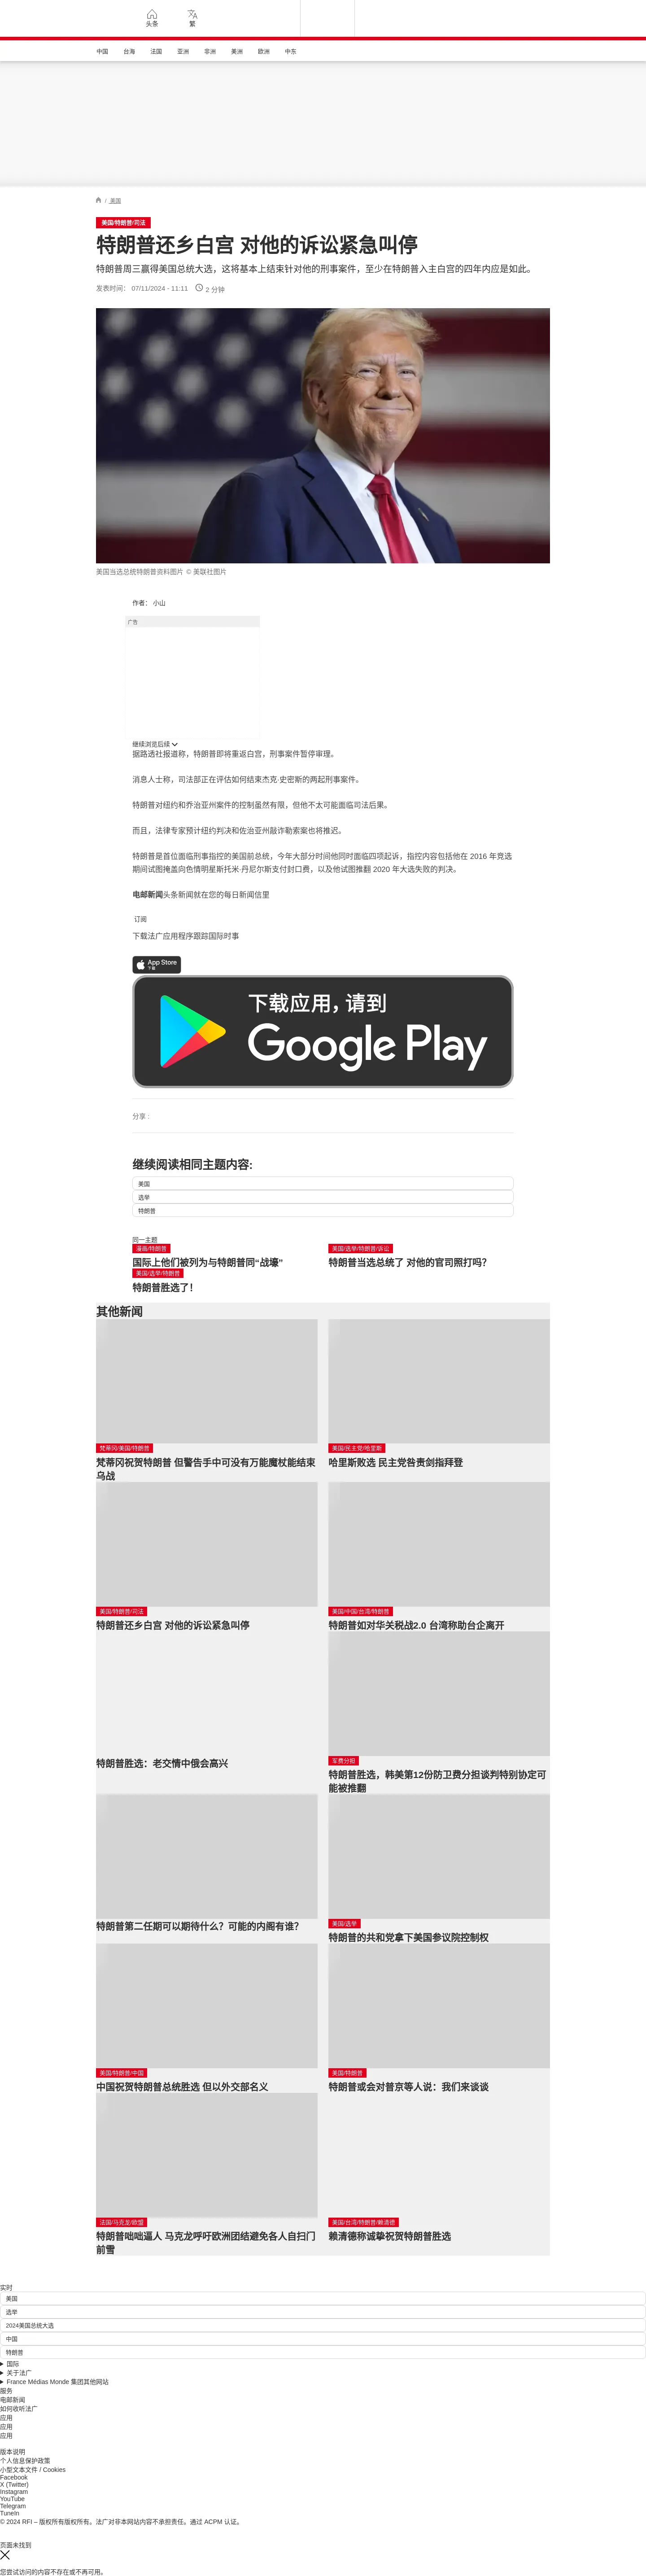 头条
繁
中国
台海
法国
亚洲
非洲
美洲
欧洲
中东
/ 美国
美国/特朗普/司法
特朗普还乡白宫 对他的诉讼紧急叫停
特朗普周三赢得美国总统大选，这将基本上结束针对他的刑事案件，至少在特朗普入主白宫的四年内应是如此。
发表时间： 07/11/2024 - 11:11
2 分钟
美国当选总统特朗普资料图片 © 美联社图片
作者： 小山
广告
继续浏览后续
据路透社报道称，特朗普即将重返白宫，刑事案件暂停审理。
消息人士称，司法部正在评估如何结束杰克·史密斯的两起刑事案件。
特朗普对纽约和乔治亚州案件的控制虽然有限，但他不太可能面临司法后果。
而且，法律专家预计纽约判决和佐治亚州敲诈勒索案也将推迟。
特朗普是首位面临刑事指控的美国前总统，今年大部分时间他同时面临四项起诉，指控内容包括他在 2016 年竞选
期间试图掩盖向色情明星斯托米·丹尼尔斯支付封口费，以及他试图推翻 2020 年大选失败的判决。
电邮新闻头条新闻就在您的每日新闻信里
订阅
下载法广应用程序跟踪国际时事
App Store
下载
下载应用，请到
Google Play
分享 :
继续阅读相同主题内容:
美国
选举
特朗普
同一主题
漫画/特朗普
国际上他们被列为与特朗普同“战壕”
美国/选举/特朗普/诉讼
特朗普当选总统了 对他的官司照打吗？
美国/选举/特朗普
特朗普胜选了！
其他新闻
梵蒂冈/美国/特朗普
梵蒂冈祝贺特朗普 但警告手中可没有万能魔杖能结束
乌战
美国/民主党/哈里斯
哈里斯败选 民主党咎责剑指拜登
美国/特朗普/司法
特朗普还乡白宫 对他的诉讼紧急叫停
美国/中国/台湾/特朗普
特朗普如对华关税战2.0 台湾称助台企离开
特朗普胜选：老交情中俄会高兴
军费分担
特朗普胜选，韩美第12份防卫费分担谈判特别协定可
能被推翻
特朗普第二任期可以期待什么？可能的内阁有谁？
美国/选举
特朗普的共和党拿下美国参议院控制权
美国/特朗普/中国
中国祝贺特朗普总统胜选 但以外交部名义
美国/特朗普
特朗普或会对普京等人说：我们来谈谈
法国/马克龙/欧盟
特朗普咄咄逼人 马克龙呼吁欧洲团结避免各人自扫门
前雪
美国/台湾/特朗普/赖清德
赖清德称诚挚祝贺特朗普胜选
实时
美国
选举
2024美国总统大选
中国
特朗普
国际
关于法广
France Médias Monde 集团其他网站
服务
电邮新闻
如何收听法广
应用
应用
应用
版本说明
个人信息保护政策
小型文本文件 / Cookies
Facebook
X (Twitter)
Instagram
YouTube
Telegram
TuneIn
© 2024 RFI – 版权所有版权所有。法广对非本网站内容不承担责任。通过 ACPM 认证。
页面未找到
您尝试访问的内容不存在或不再可用。